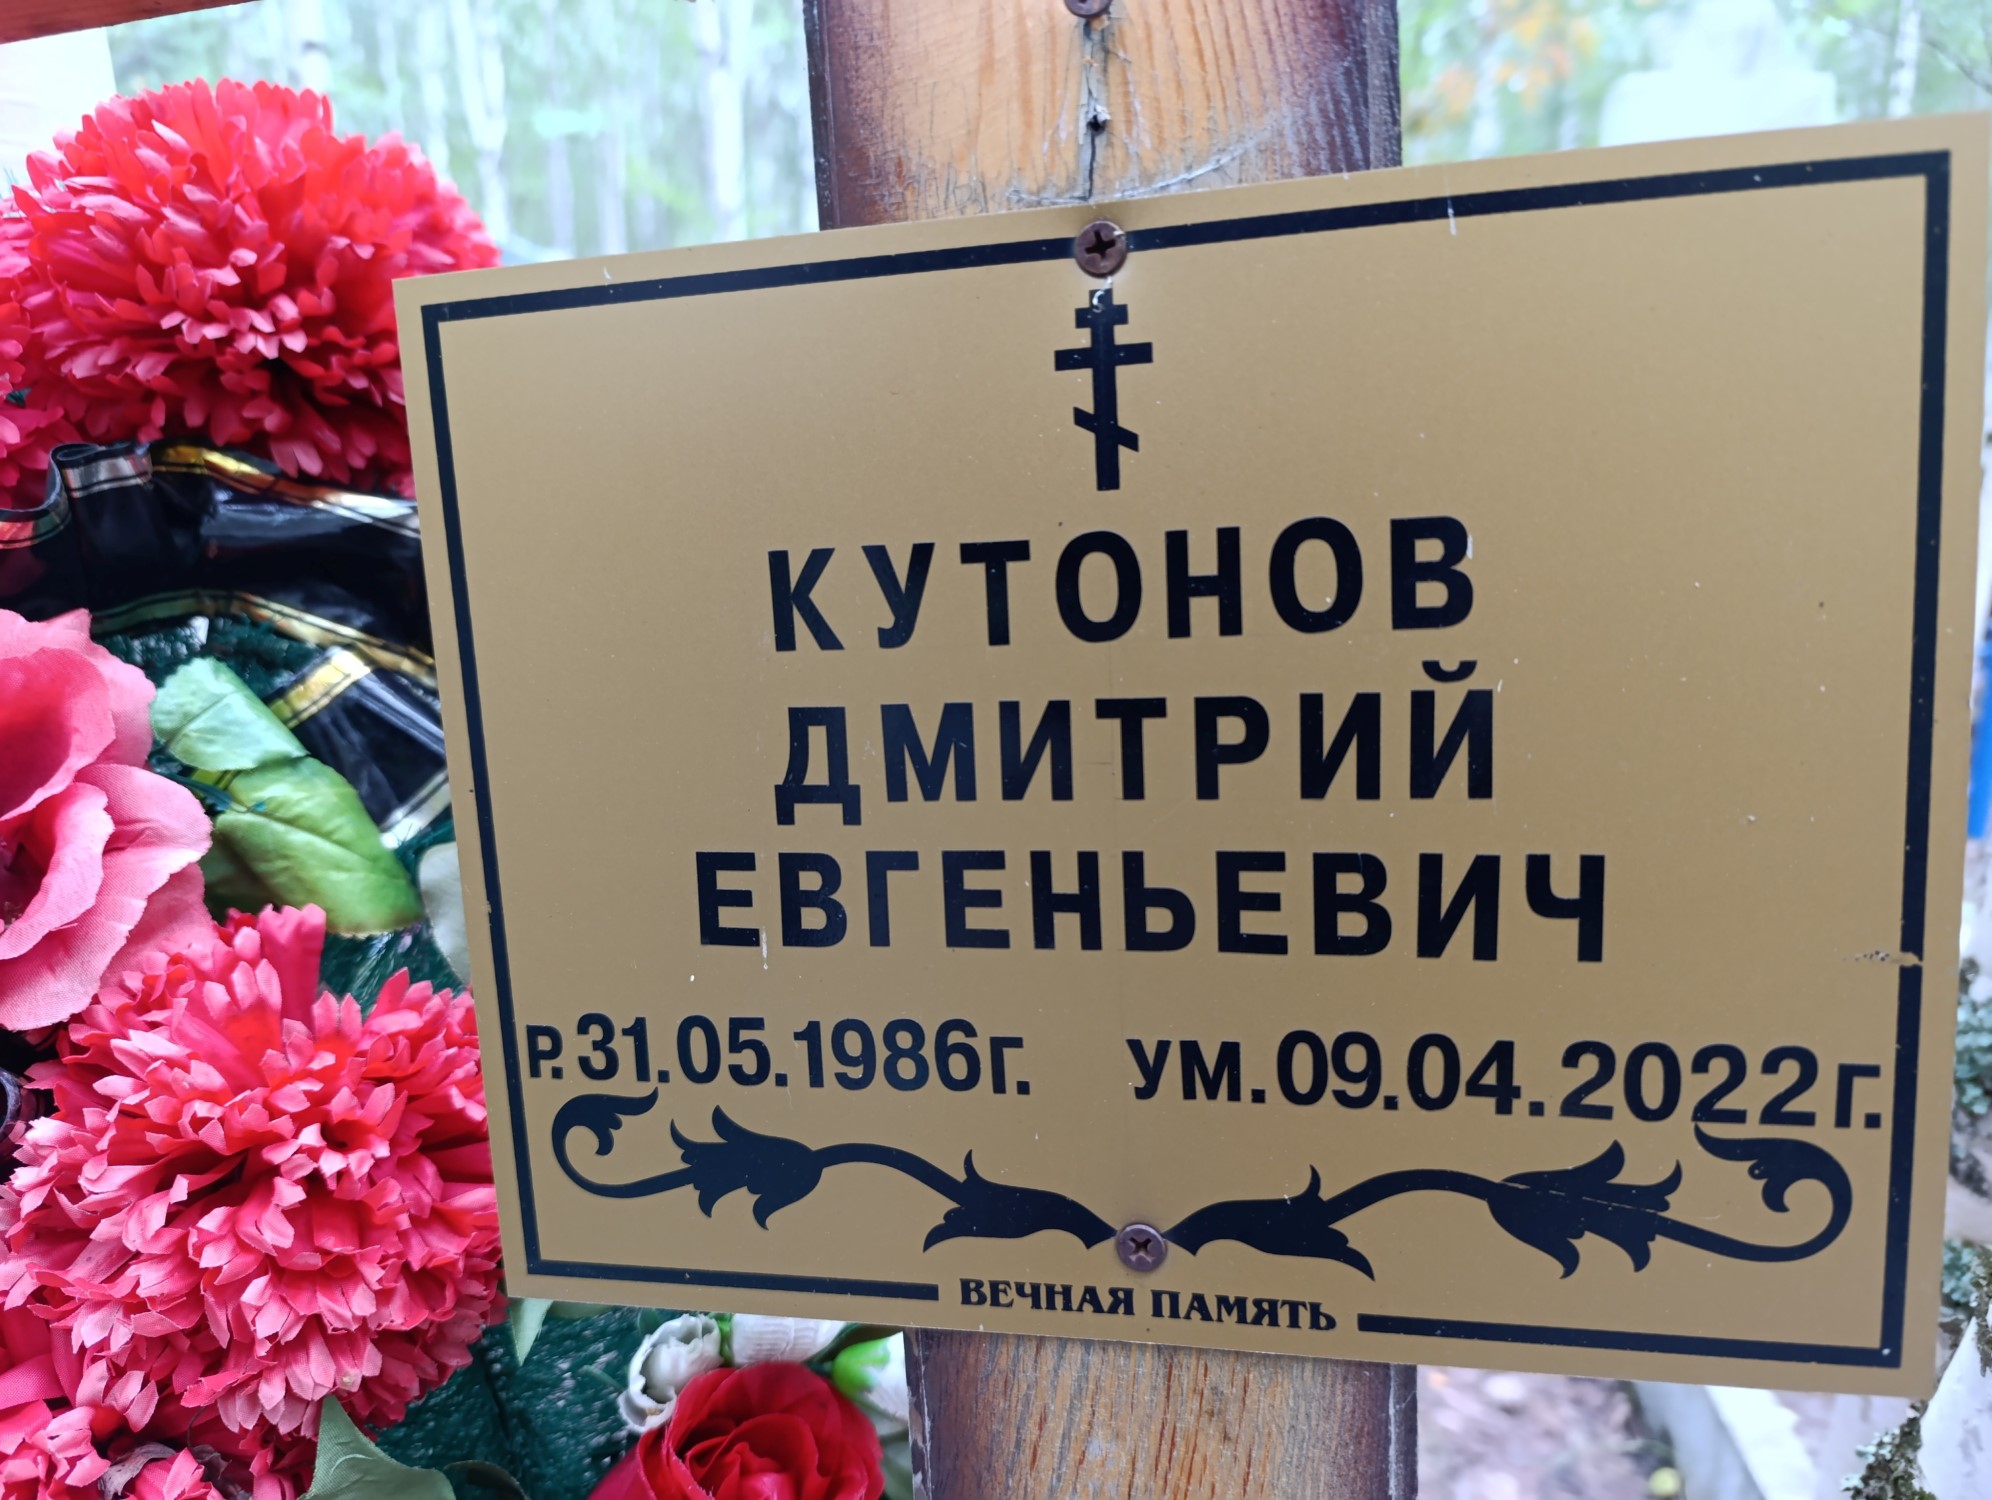 КУТОНОВ
ДМИТРИЙ
ЕВГЕНЬЕВИЧ
Р.31.05.1986г. УМ.09.04.2022г.
ВЕЧНАЯ ПАМЯТЬ